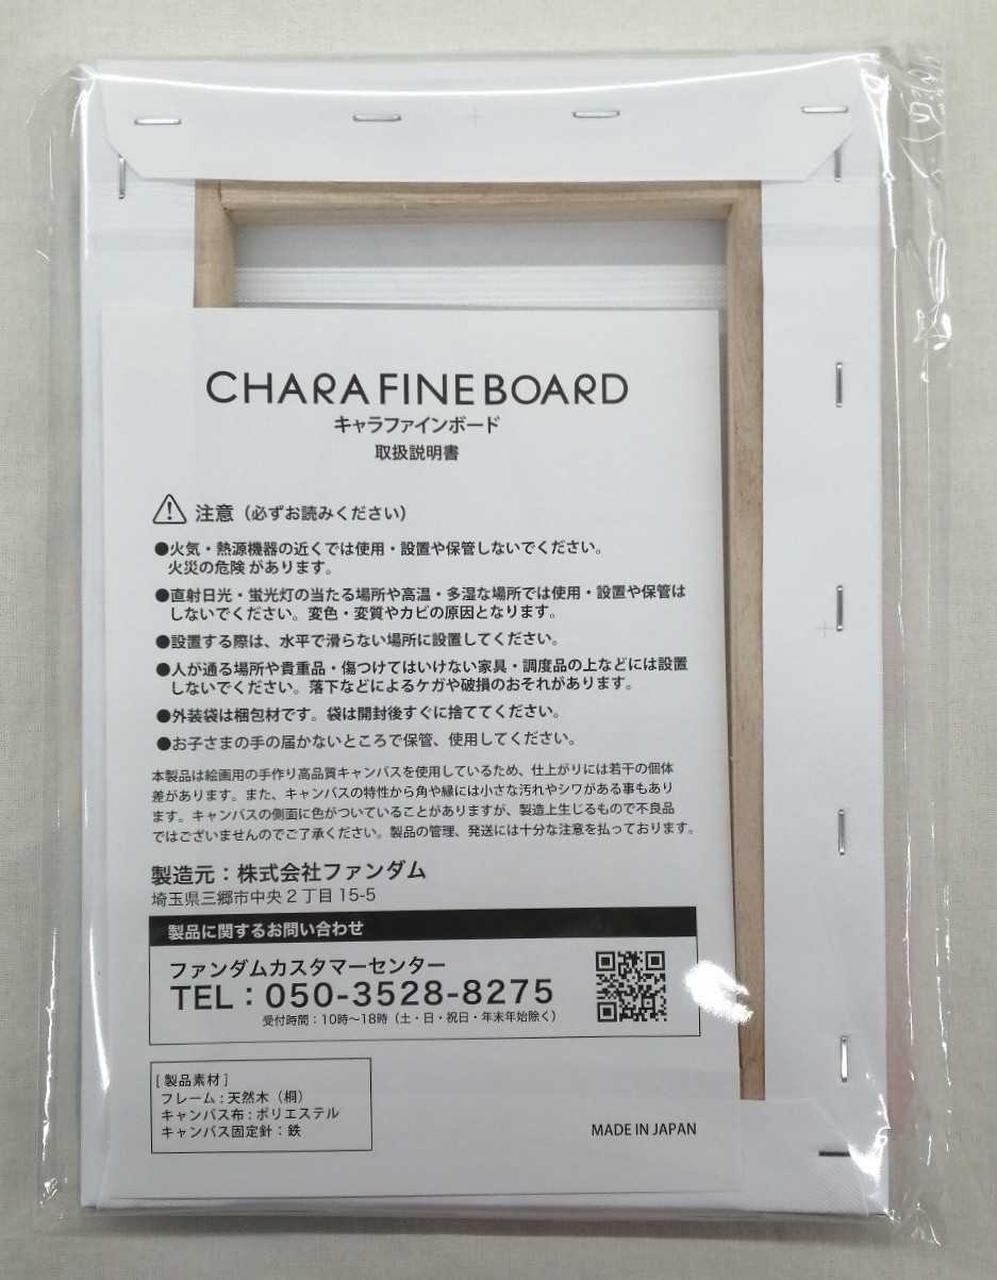 CHARA FINE BOARD
キャラファインボード
取扱説明書
注意（必ずお読みください）
●火気・熱源機器の近くでは使用・設置や保管しないでください。
火災の危険があります。
●直射日光・蛍光灯の当たる場所や高温・多湿な場所では使用・設置や保管は
しないでください。変色・変質やカビの原因となります。
●設置する際は、水平で滑らない場所に設置してください。
●人が通る場所や貴重品・傷つけてはいけない家具・調度品の上などには設置
しないでください。落下などによるケガや破損のおそれがあります。
●外装袋は梱包材です。袋は開封後すぐに捨ててください。
●お子さまの手の届かないところで保管、使用してください。
本製品は絵画用の手作り高品質キャンバスを使用しているため、仕上がりには若干の個体
差があります。また、キャンバスの特性から角や縁には小さな汚れやシワがある事もあり
ます。キャンバスの側面に色がついていることがありますが、製造上生じるもので不良品
ではございませんのでご了承ください。製品の管理、発送には十分な注意を払っております。
製造元：株式会社ファンダム
埼玉県三郷市中央2丁目15-5
製品に関するお問い合わせ
ファンダムカスタマーセンター
TEL：050-3528-8275
受付時間：10時〜18時（土・日・祝日・年末年始除く）
[製品素材]
フレーム：天然木（桐）
キャンバス布：ポリエステル
キャンバス固定針：鉄
MADE IN JAPAN